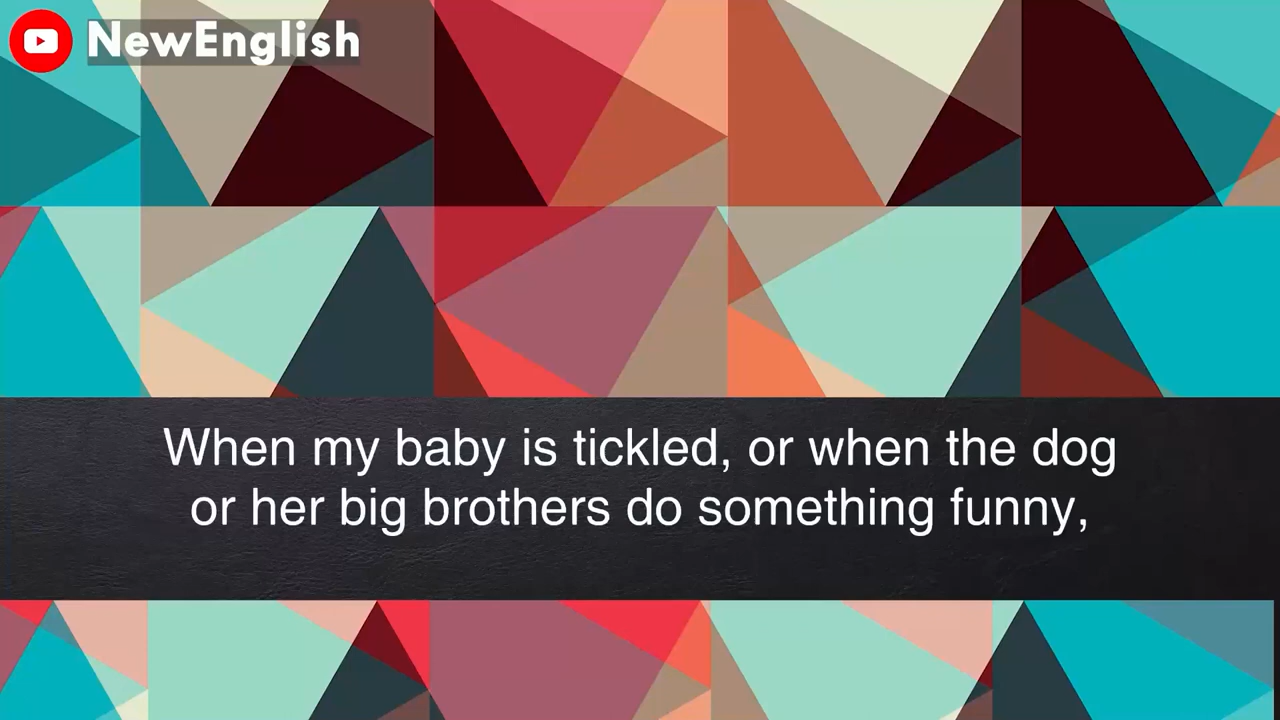 NewEnglish
When my baby is tickled, or when the dog
or her big brothers do something funny,